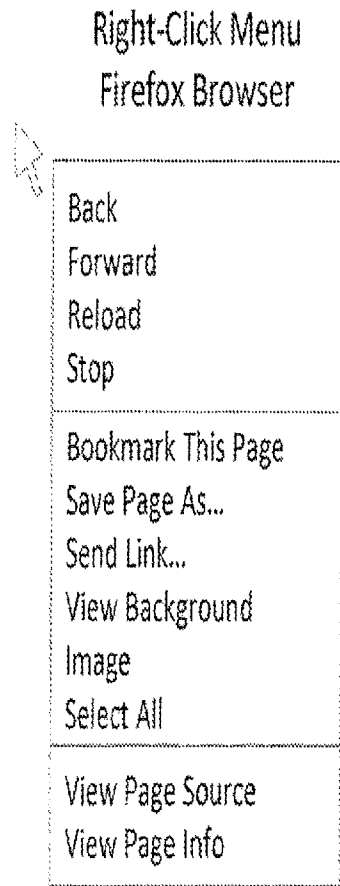 Right-Click Menu
Firefox Browser
Back
Forward
Reload
Stop
Bookmark This Page
Save Page As...
Send Link...
View Background
Image
Select All
View Page Source
View Page Info